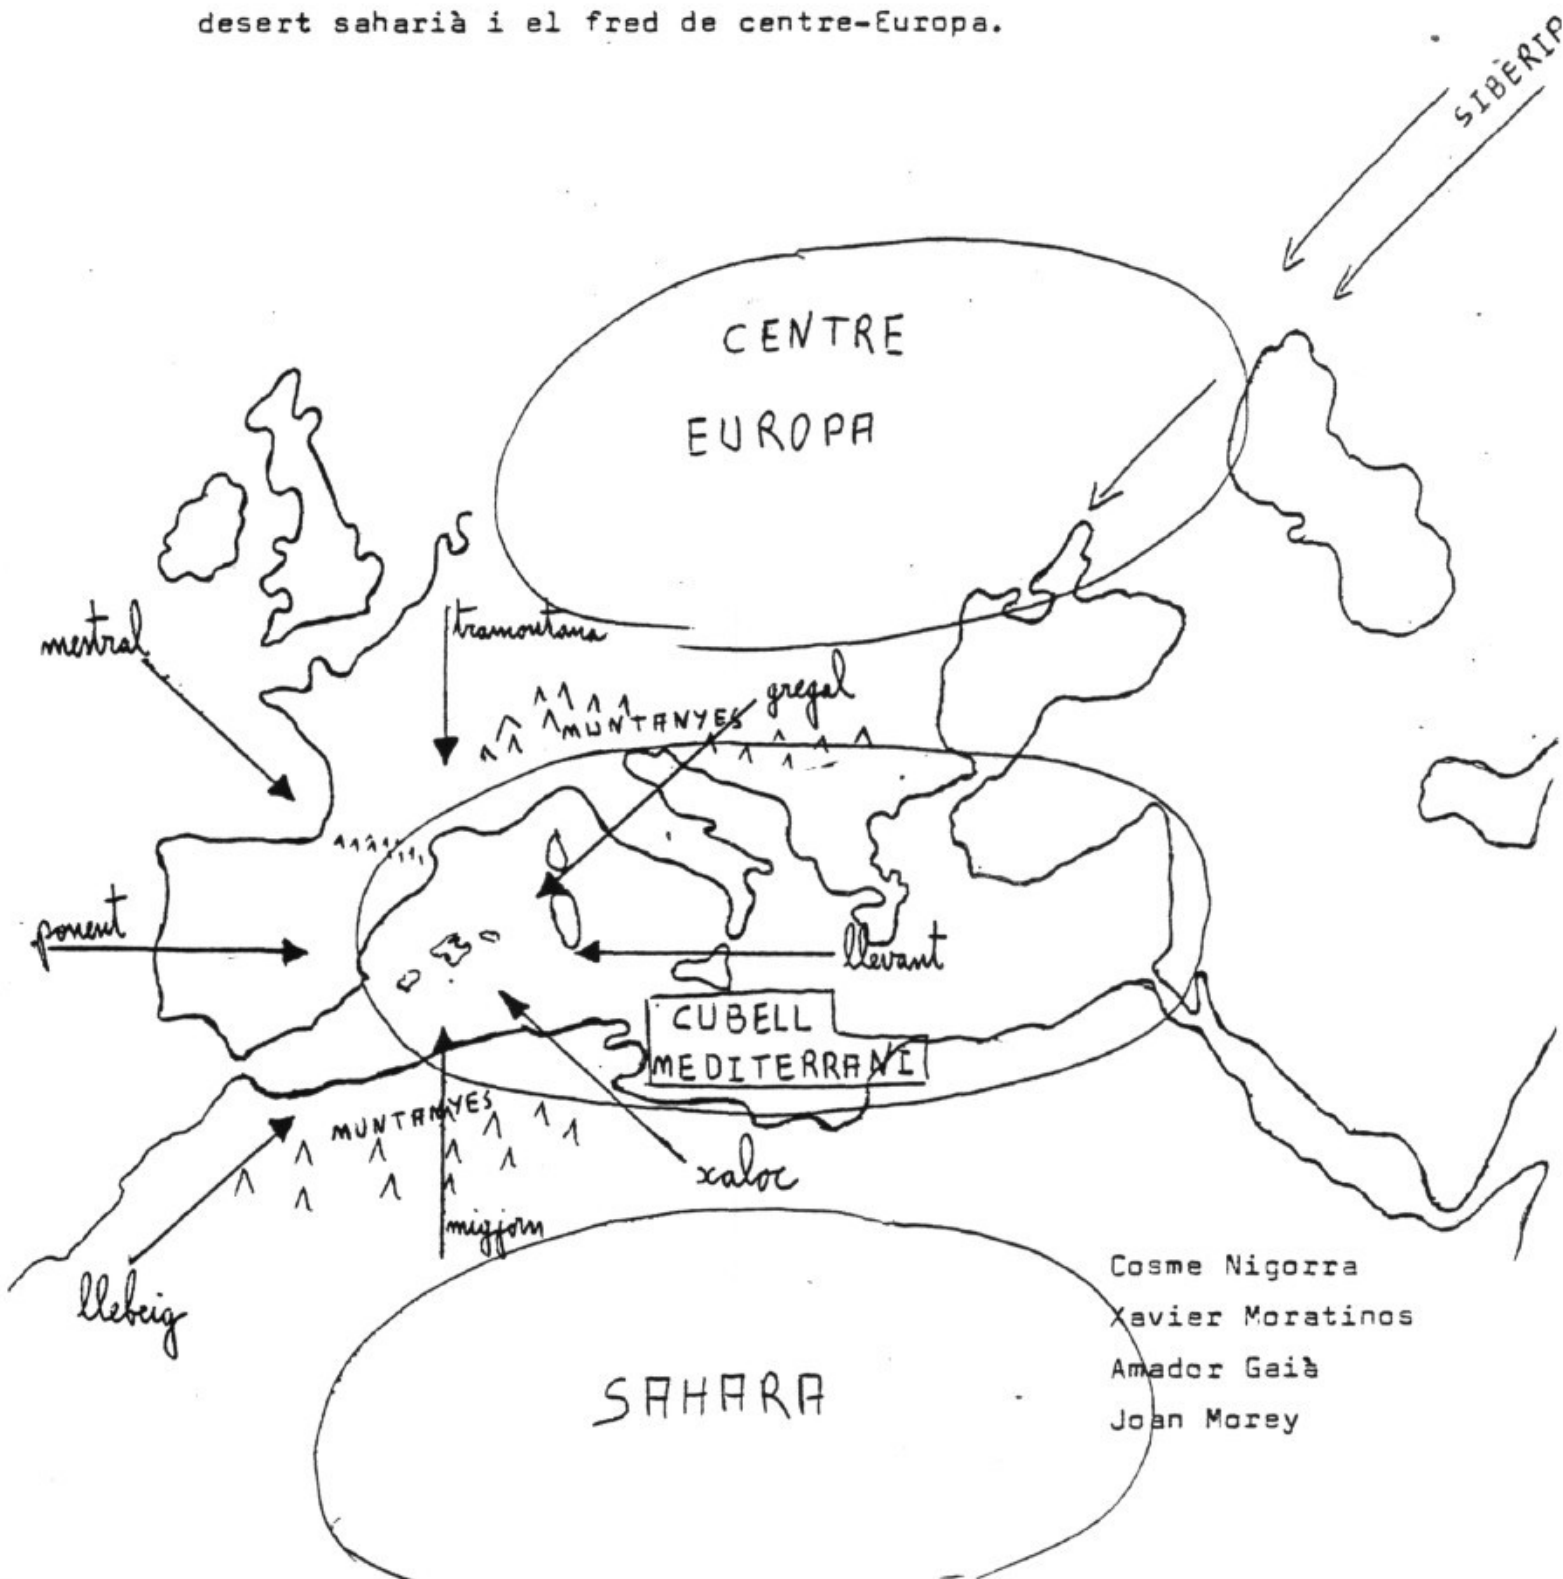 desert saharià i el fred de centre-Europa.
SIBÈRIA
CENTRE
EUROPA
mestral
tramontana
gregal
MUNTANYES
ponent
llevant
CUBELL
MEDITERRANI
MUNTANYES
xaloc
migjorn
llebeig
SAHARA
Cosme Nigorra
Xavier Moratinos
Amador Gaià
Joan Morey